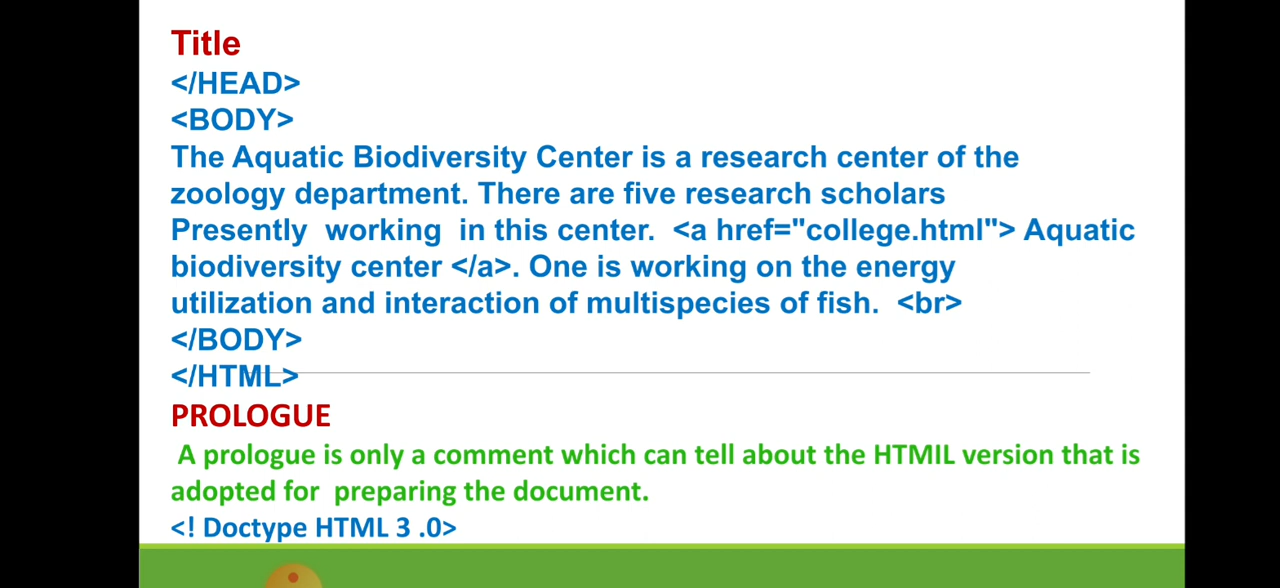 Title
</HEAD>
<BODY>
The Aquatic Biodiversity Center is a research center of the
zoology department. There are five research scholars
Presently working in this center. <a href="college.html"> Aquatic
biodiversity center </a>. One is working on the energy
utilization and interaction of multispecies of fish. <br>
</BODY>
</HTML>
PROLOGUE
A prologue is only a comment which can tell about the HTMIL version that is
adopted for preparing the document.
<! Doctype HTML 3 .0>